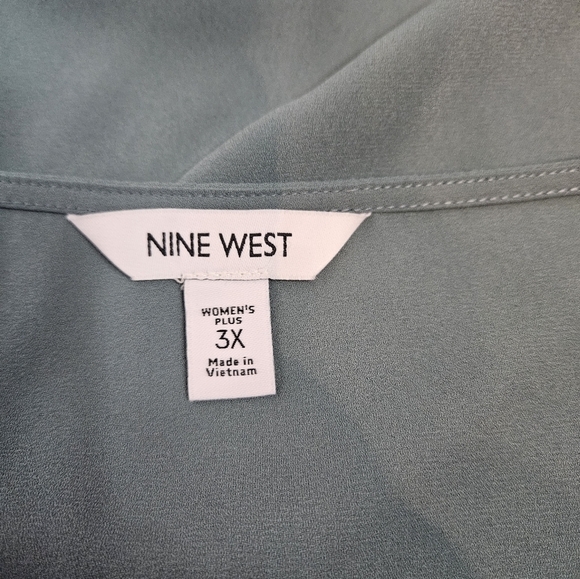 NINE WEST
WOMEN'S
PLUS
3X
Made in
Vietnam